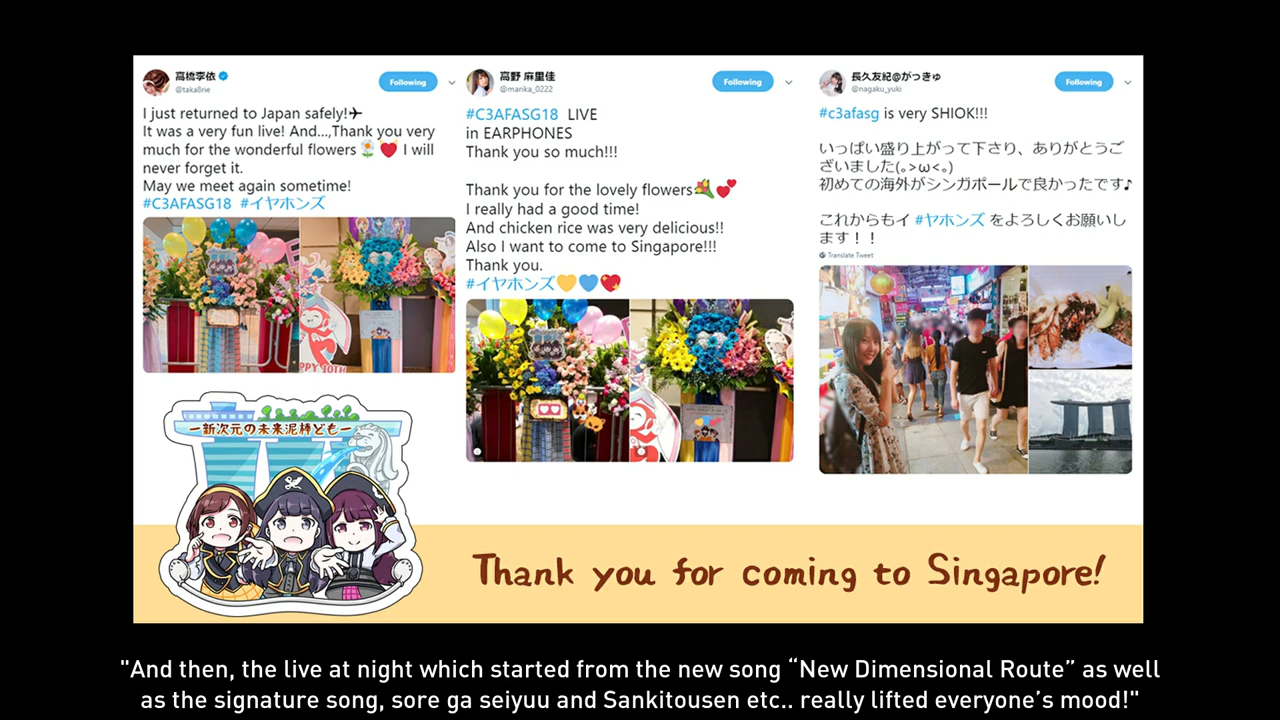 高橋李依
@taka8rie
Following
I just returned to Japan safely!✈
It was a very fun live! And...,Thank you very
much for the wonderful flowers🌼❤️ I will
never forget it.
May we meet again sometime!
#C3AFASG18 #イヤホンズ
PPY 10TH
高野 麻里佳
@marika_0222
Following
#C3AFASG18 LIVE
in EARPHONES
Thank you so much!!!
Thank you for the lovely flowers💐💕
I really had a good time!
And chicken rice was very delicious!!
Also I want to come to Singapore!!!
Thank you.
#イヤホンズ💛💙💖
長久友紀@がっきゅ
@nagaku_yuki
Following
#c3afasg is very SHIOK!!!
いっぱい盛り上がって下さり、ありがとうご
ざいました(｡>ω<｡)
初めての海外がシンガポールで良かったです♪
これからもイ #ヤホンズ をよろしくお願いし
ます！！
Translate Tweet
ー新次元の未来泥棒どもー
Thank you for coming to Singapore!
"And then, the live at night which started from the new song “New Dimensional Route” as well
as the signature song, sore ga seiyuu and Sankitousen etc.. really lifted everyone’s mood!"